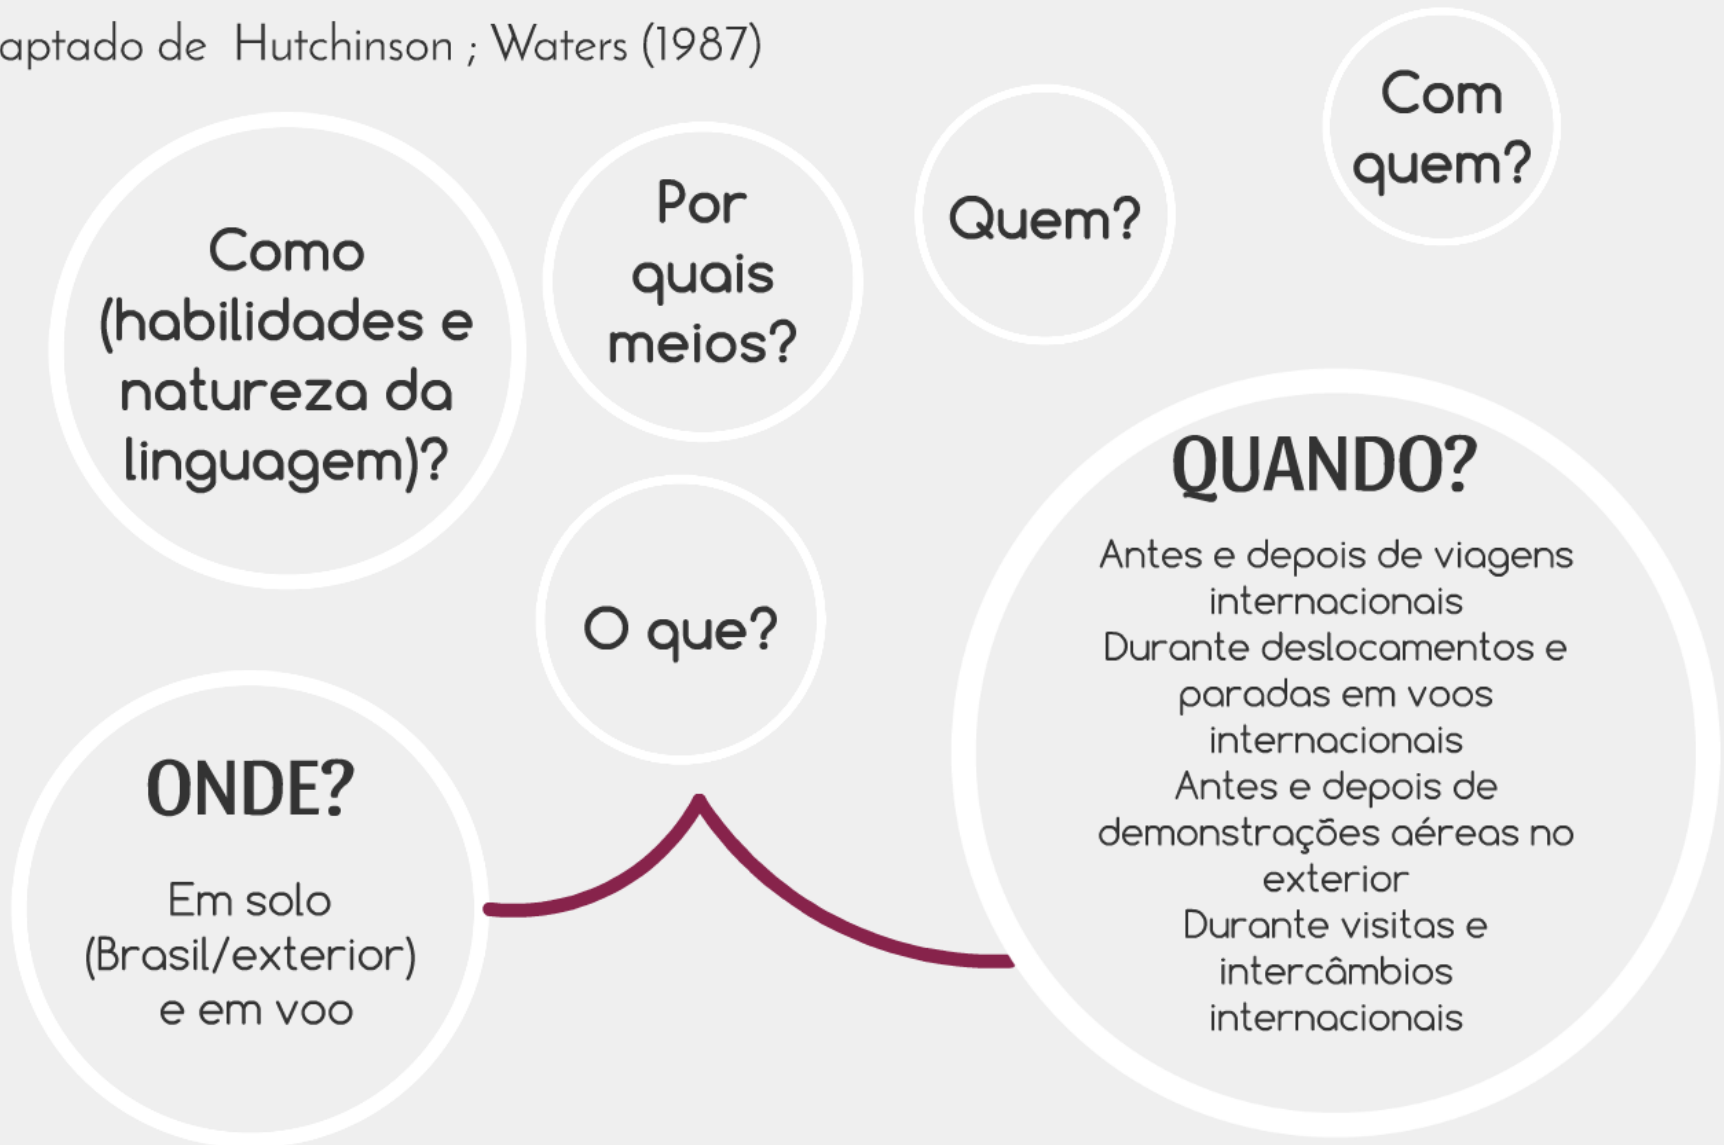 aptado de Hutchinson ; Waters (1987)
Como
(habilidades e
natureza da
linguagem)?
Por
quais
meios?
Quem?
Com
quem?
O que?
ONDE?
Em solo
(Brasil/exterior)
e em voo
QUANDO?
Antes e depois de viagens
internacionais
Durante deslocamentos e
paradas em voos
internacionais
Antes e depois de
demonstrações aéreas no
exterior
Durante visitas e
intercâmbios
internacionais